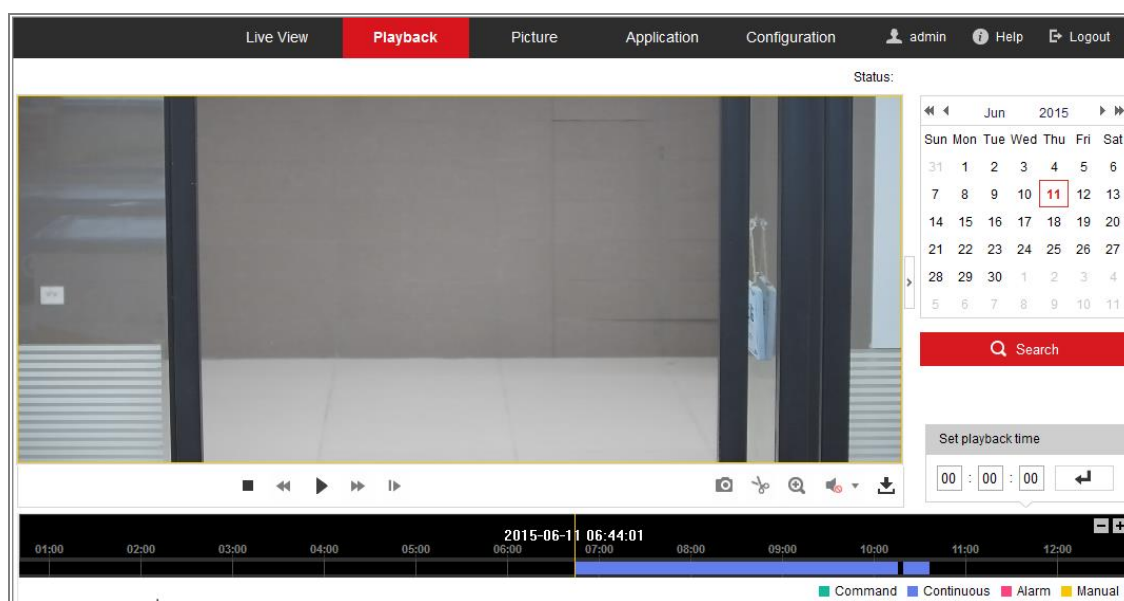 Live View Playback Picture Application Configuration admin Help Logout
Status:
Jun 2015
Sun Mon Tue Wed Thu Fri Sat
31 1 2 3 4 5 6
7 8 9 10 11 12 13
14 15 16 17 18 19 20
21 22 23 24 25 26 27
28 29 30 1 2 3 4
5 6 7 8 9 10 11
Search
Set playback time
00 : 00 : 00
2015-06-11 06:44:01
01:00 02:00 03:00 04:00 05:00 06:00 07:00 08:00 09:00 10:00 11:00 12:00
Command Continuous Alarm Manual